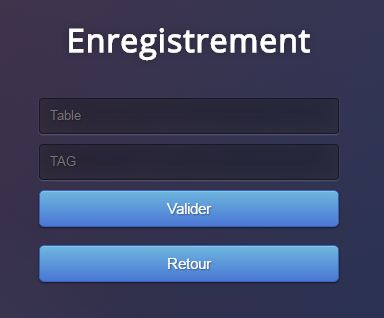 Enregistrement
Table
TAG
Valider
Retour